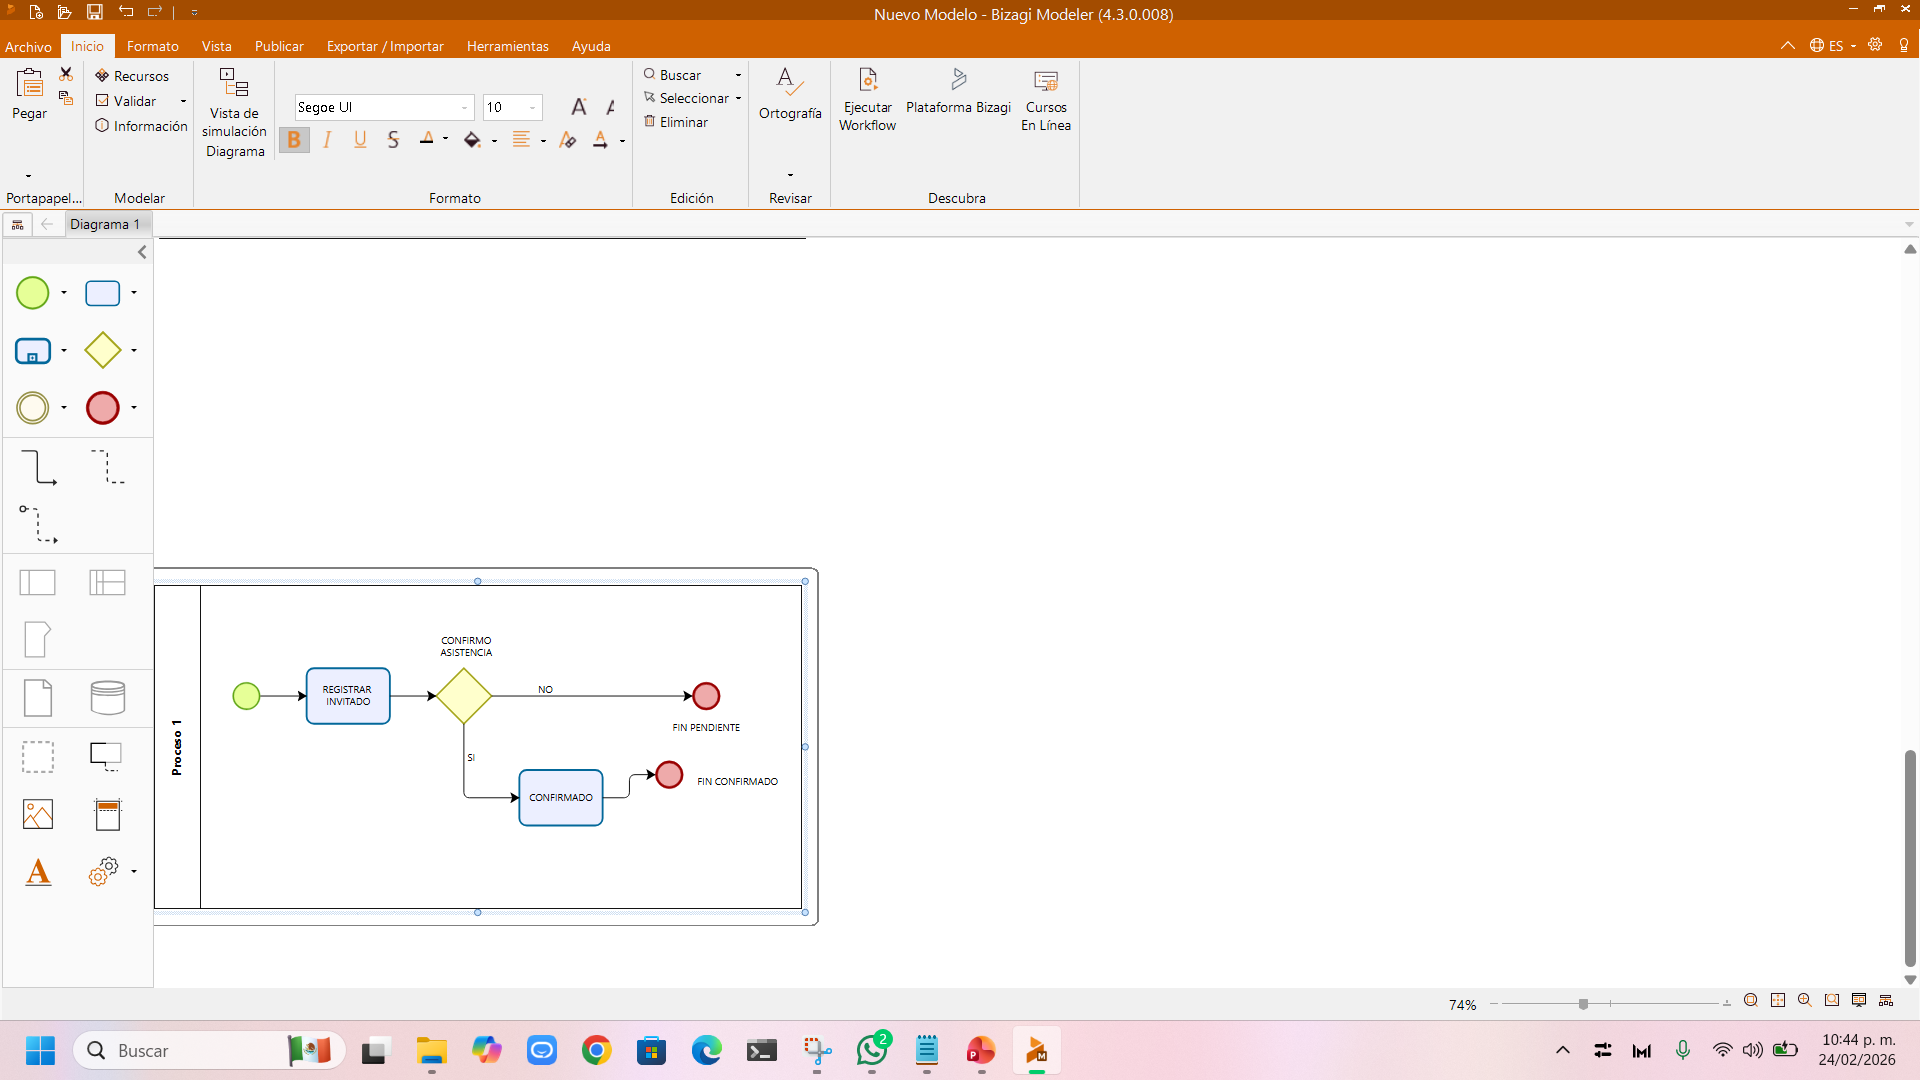 Nuevo Modelo - Bizagi Modeler (4.3.0.008)
Archivo
Inicio
Formato
Vista
Publicar
Exportar / Importar
Herramientas
Ayuda
ES
Pegar
Recursos
Validar
Información
Vista de
simulación
Diagrama
Segoe UI
10
Buscar
Seleccionar
Eliminar
Ortografía
Ejecutar
Workflow
Plataforma Bizagi
Cursos
En Línea
Portapapel...
Modelar
Formato
Edición
Revisar
Descubra
Diagrama 1
Proceso 1
REGISTRAR
INVITADO
CONFIRMO
ASISTENCIA
NO
FIN PENDIENTE
SI
CONFIRMADO
FIN CONFIRMADO
74%
Buscar
2
10:44 p. m.
24/02/2026